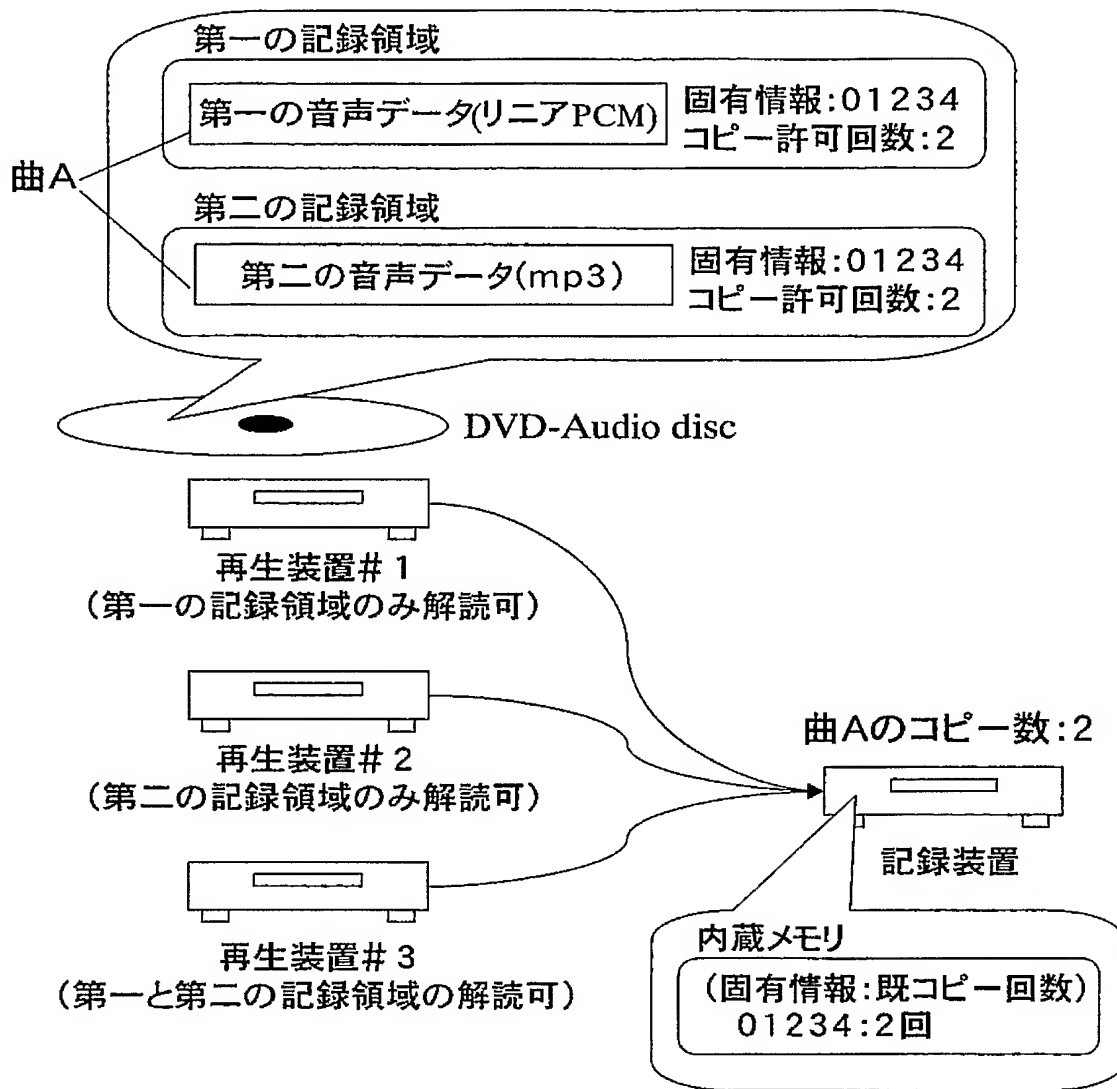 第一の記録領域
第一の音声データ(リニアPCM)
固有情報:01234
コピー許可回数:2
曲A
第二の記録領域
第二の音声データ(mp3)
固有情報:01234
コピー許可回数:2
DVD-Audio disc
再生装置#1
(第一の記録領域のみ解読可)
再生装置#2
(第二の記録領域のみ解読可)
曲Aのコピー数:2
記録装置
再生装置#3
(第一と第二の記録領域の解読可)
内蔵メモリ
(固有情報:既コピー回数)
01234:2回